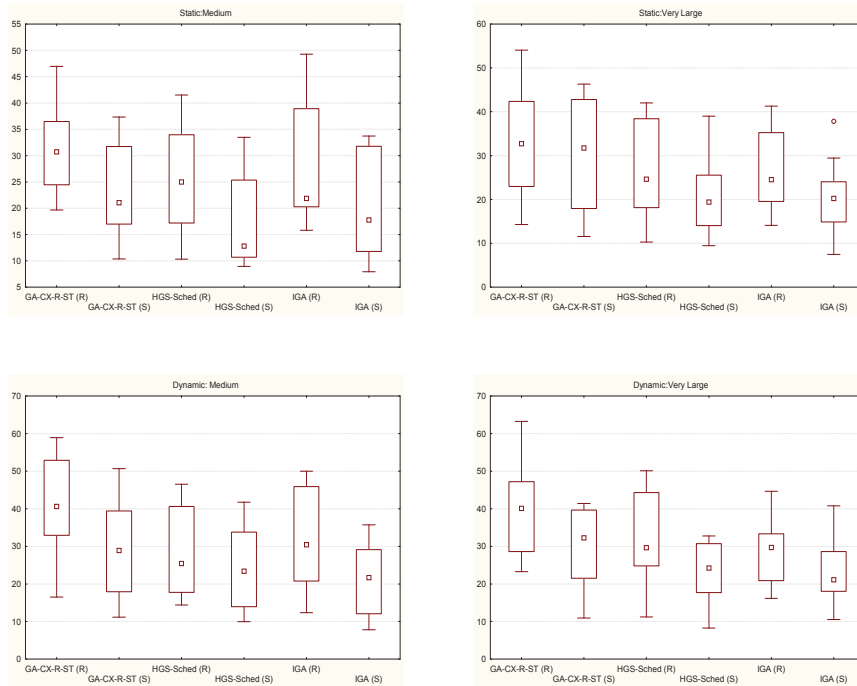 Static:Medium
55
50
45
40
35
30
25
20
15
10
5
GA-CX-R-ST (R) HGS-Sched (R) IGA (R)
GA-CX-R-ST (S) HGS-Sched (S) IGA (S)
Static:Very Large
60
50
40
30
20
10
0
GA-CX-R-ST (R) HGS-Sched (R) IGA (R)
GA-CX-R-ST (S) HGS-Sched (S) IGA (S)
Dynamic: Medium
70
60
50
40
30
20
10
0
GA-CX-R-ST (R) HGS-Sched (R) IGA (R)
GA-CX-R-ST (S) HGS-Sched (S) IGA (S)
Dynamic:Very Large
70
60
50
40
30
20
10
0
GA-CX-R-ST (R) HGS-Sched (R) IGA (R)
GA-CX-R-ST (S) HGS-Sched (S) IGA (S)